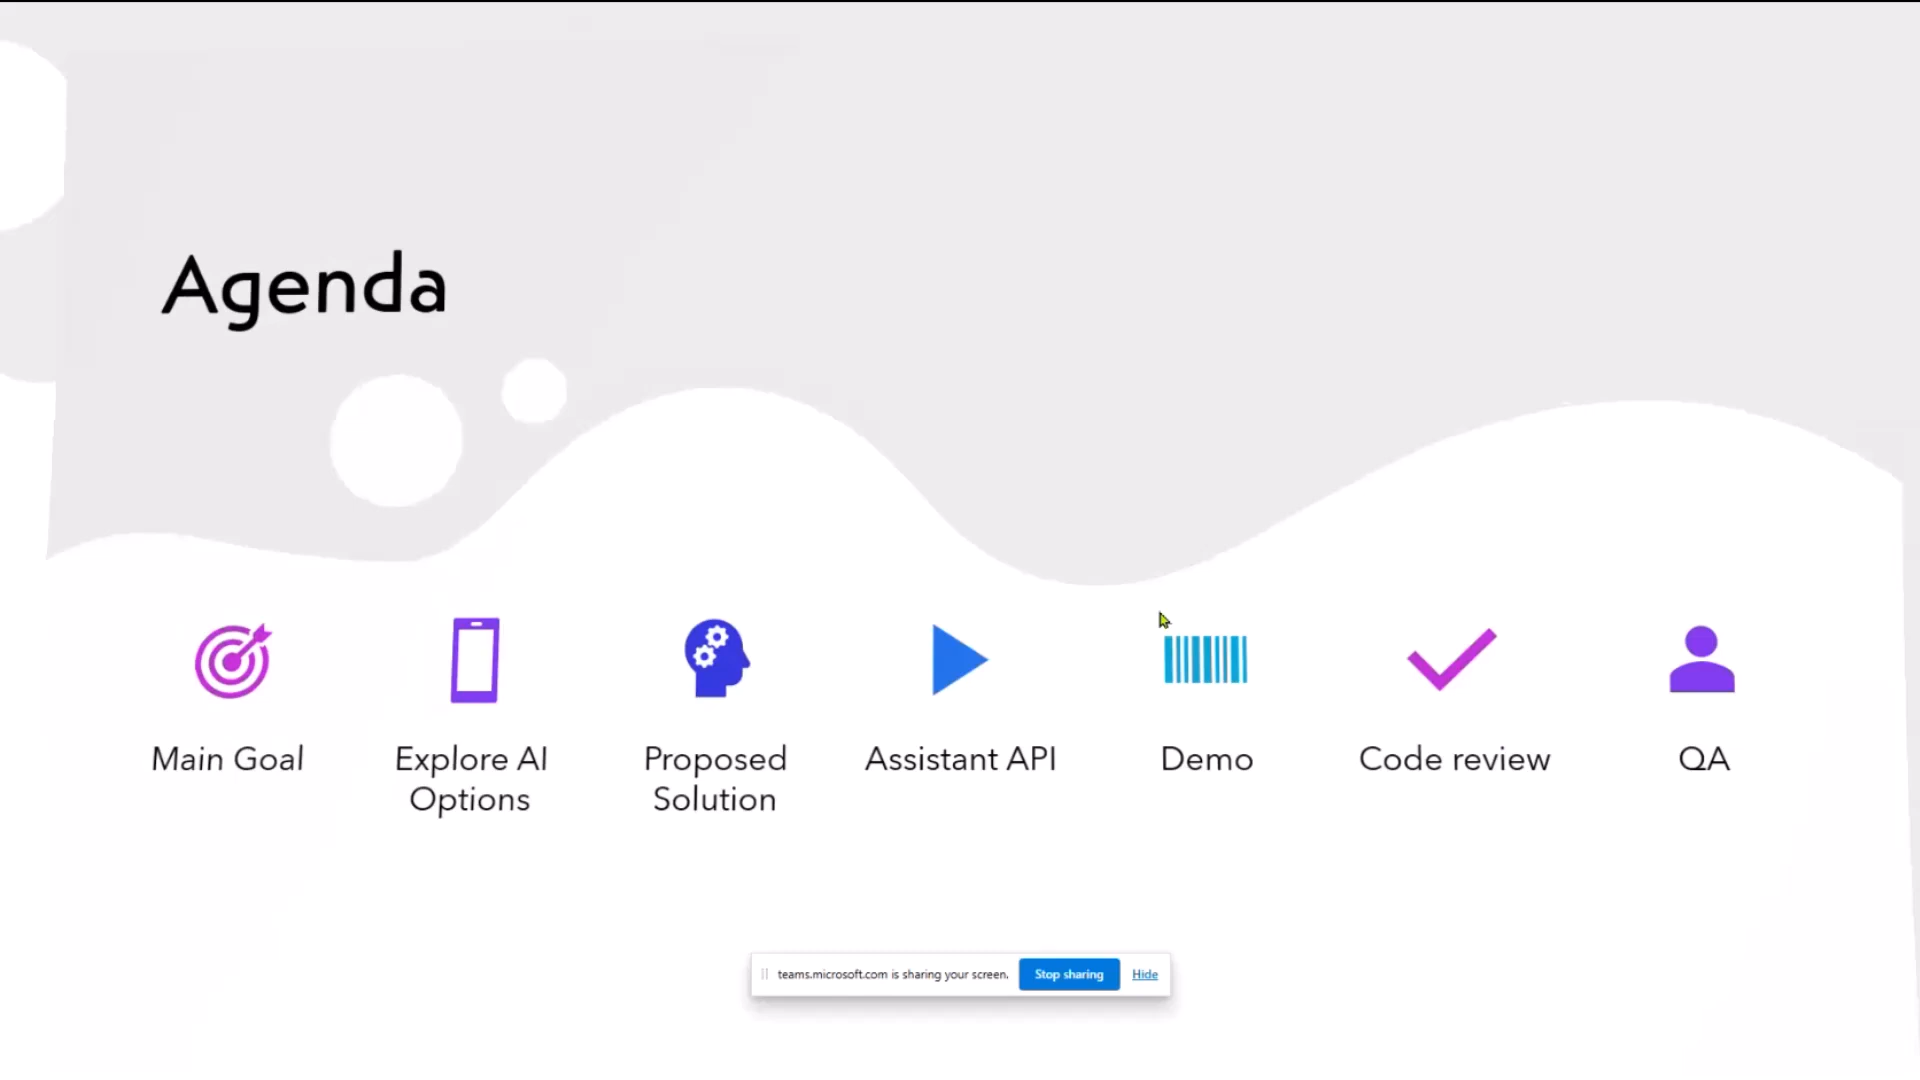 Agenda
Main Goal
Explore AI
Options
Proposed
Solution
Assistant API
Demo
Code review
QA
teams.microsoft.com is sharing your screen. Stop sharing Hide